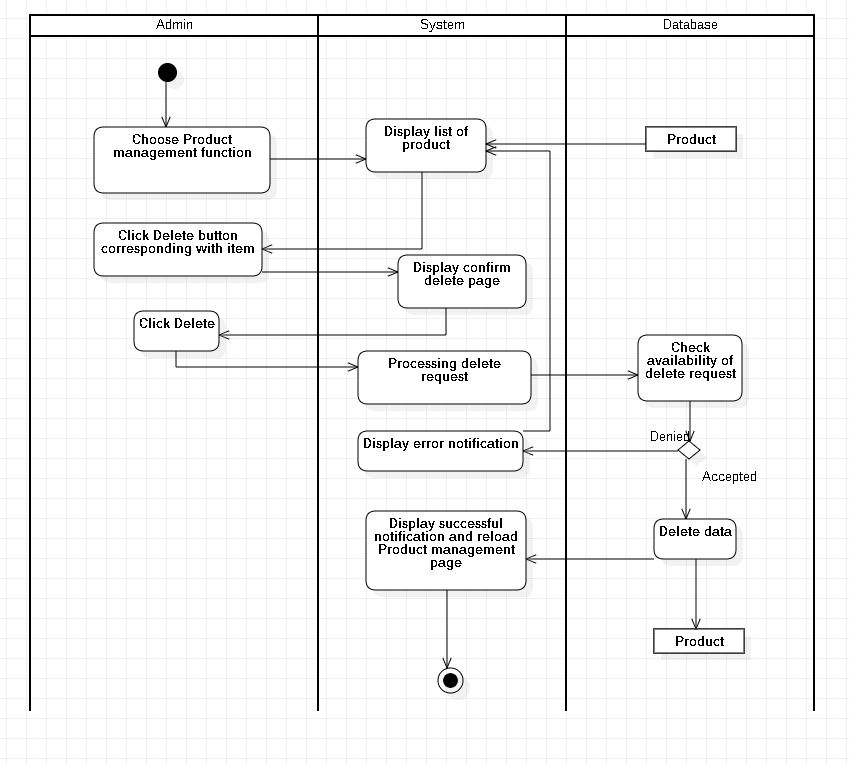 Admin
System
Database
Choose Product
management function
Display list of
product
Product
Click Delete button
corresponding with item
Display confirm
delete page
Click Delete
Processing delete
request
Check
availability of
delete request
Denied
Display error notification
Accepted
Display successful
notification and reload
Product management
page
Delete data
Product